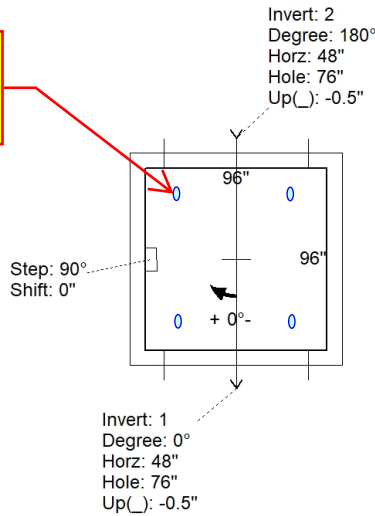 Invert: 2
Degree: 180°
Horz: 48"
Hole: 76"
Up(_): -0.5"
96"
96"
Step: 90°
Shift: 0"
+ 0°-
Invert: 1
Degree: 0°
Horz: 48"
Hole: 76"
Up(_): -0.5"